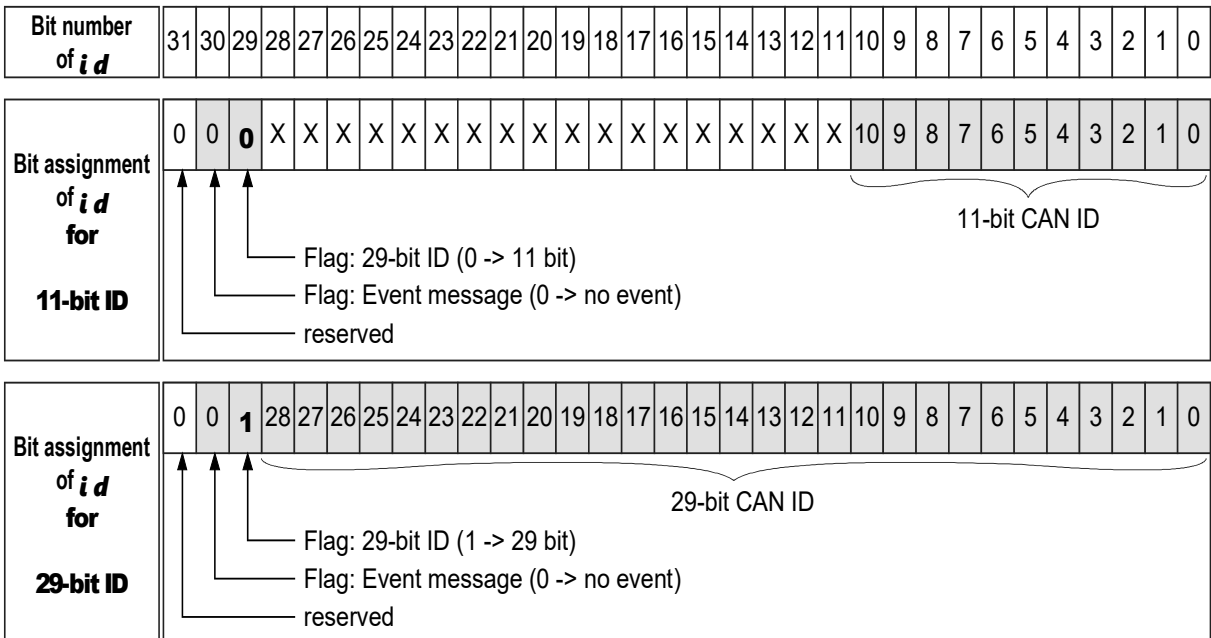 Bit number
of id
31 30 29 28 27 26 25 24 23 22 21 20 19 18 17 16 15 14 13 12 11 10 9 8 7 6 5 4 3 2 1 0
Bit assignment
of id
for
11-bit ID
0 0 0 X X X X X X X X X X X X X X X X X X 10 9 8 7 6 5 4 3 2 1 0
11-bit CAN ID
Flag: 29-bit ID (0 -> 11 bit)
Flag: Event message (0 -> no event)
reserved
Bit assignment
of id
for
29-bit ID
0 0 1 28 27 26 25 24 23 22 21 20 19 18 17 16 15 14 13 12 11 10 9 8 7 6 5 4 3 2 1 0
29-bit CAN ID
Flag: 29-bit ID (1 -> 29 bit)
Flag: Event message (0 -> no event)
reserved